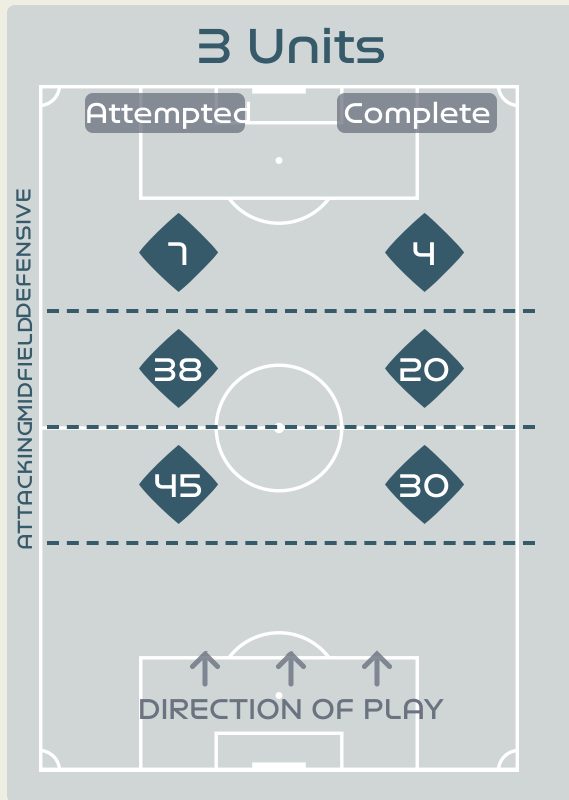 3 Units
Attempted Complete
7 4
38 20
45 30
ATTACKINGMIDFIELDDEFENSIVE
DIRECTION OF PLAY